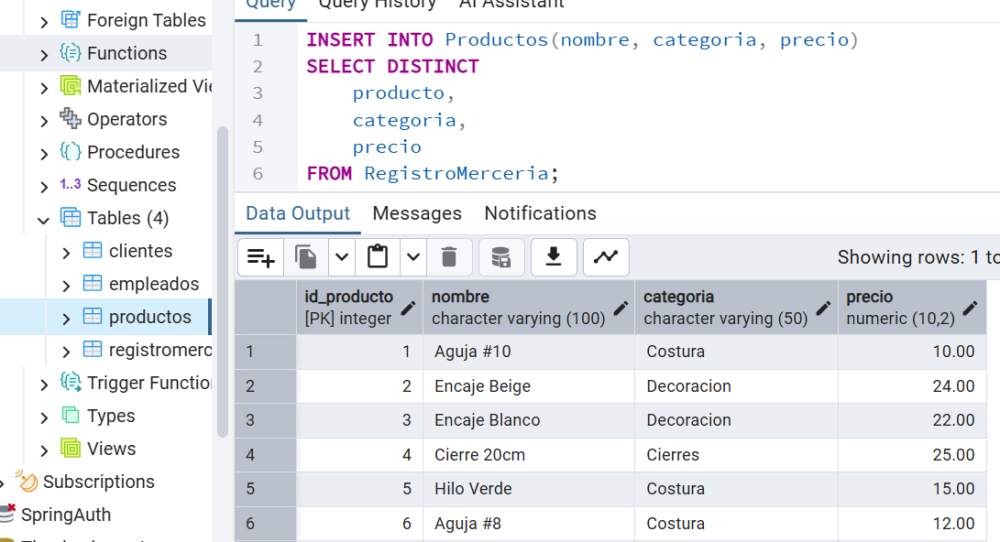 Query Query History AI Assistant
Foreign Tables
Functions
Materialized Vie
Operators
Procedures
1..3 Sequences
Tables (4)
clientes
empleados
productos
registromerc
Trigger Functio
Types
Views
Subscriptions
SpringAuth
1 INSERT INTO Productos(nombre, categoria, precio)
2 SELECT DISTINCT
3 producto,
4 categoria,
5 precio
6 FROM RegistroMerceria;
Data Output Messages Notifications
Showing rows: 1 to
id_producto nombre categoria precio
[PK] integer character varying (100) character varying (50) numeric (10,2)
1 1 Aguja #10 Costura 10.00
2 2 Encaje Beige Decoracion 24.00
3 3 Encaje Blanco Decoracion 22.00
4 4 Cierre 20cm Cierres 25.00
5 5 Hilo Verde Costura 15.00
6 6 Aguja #8 Costura 12.00